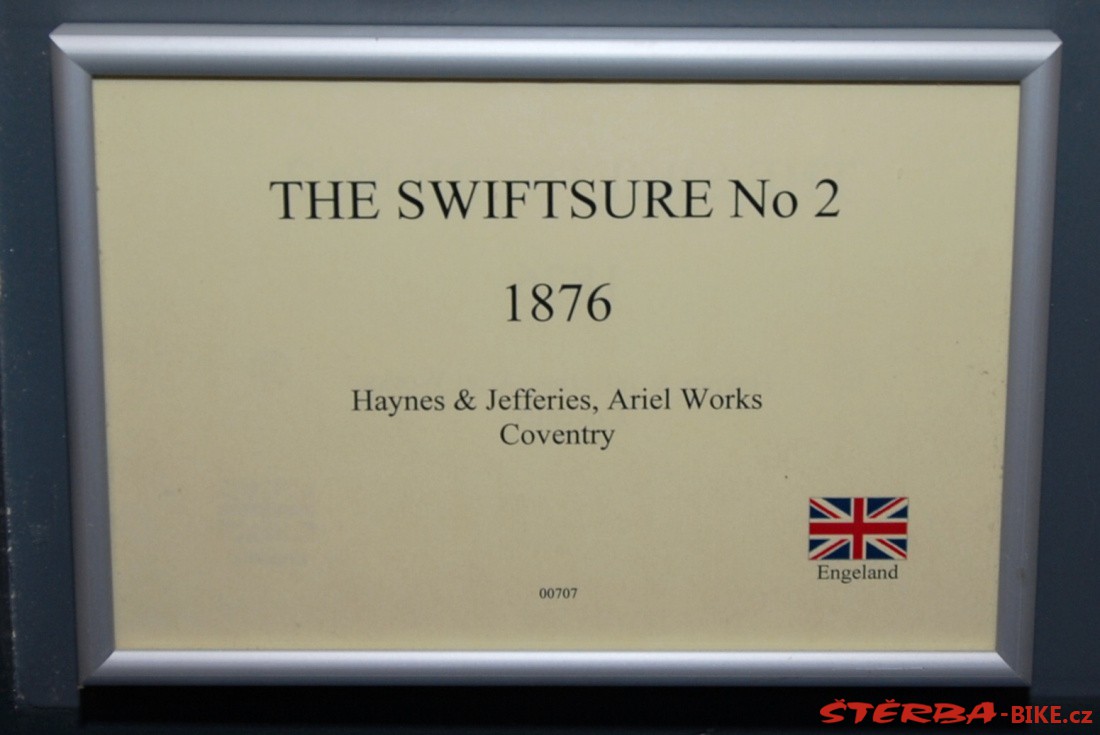 THE SWIFTSURE No 2
1876
Haynes & Jefferies, Ariel Works
Coventry
Engeland
00707
ŠTĚRBA-BIKE.cz